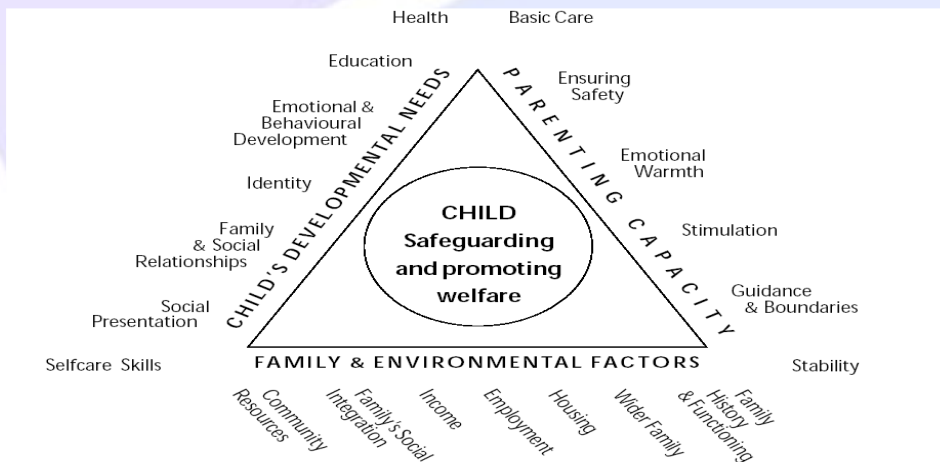 Health
Basic Care
Education
Ensuring
Safety
Emotional &
Behavioural
Development
Emotional
Warmth
Identity
Stimulation
Family
& Social
Relationships
Guidance
& Boundaries
Social
Presentation
Selfcare Skills
Stability
CHILD'S DEVELOPMENTAL NEEDS
PARENTING CAPACITY
CHILD
Safeguarding
and promoting
welfare
FAMILY & ENVIRONMENTAL FACTORS
Community
Resources
Family's Social
Integration
Income
Employment
Housing
Wider Family
Family
History
& Functioning